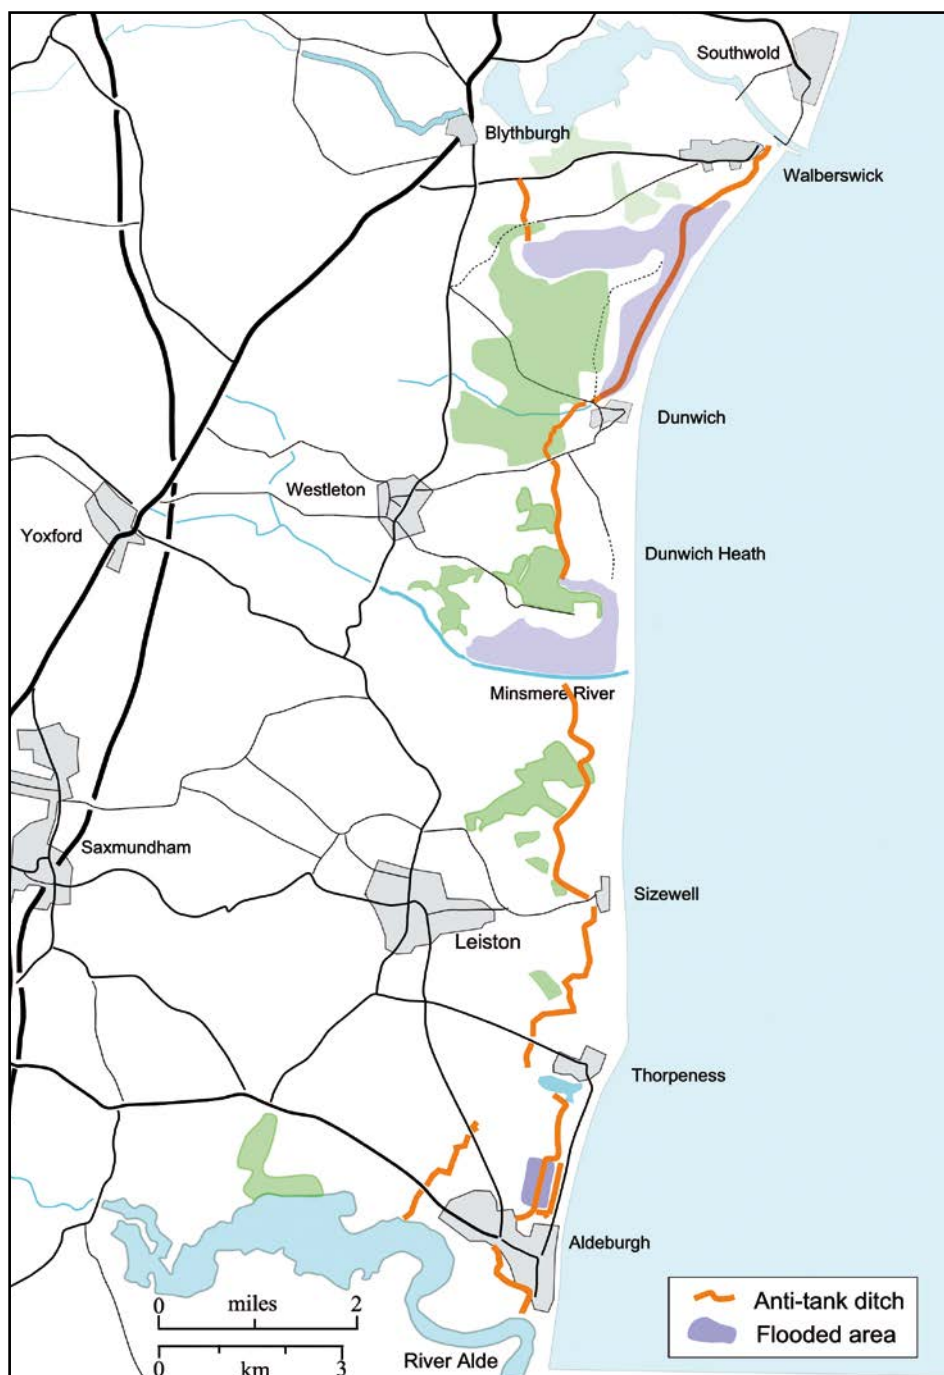 Southwold
Blythburgh
Walberswick
Dunwich
Westleton
Yoxford
Dunwich Heath
Minsmere River
Saxmundham
Sizewell
Leiston
Thorpeness
Aldeburgh
0 miles 2
0 km 3
River Alde
Anti-tank ditch
Flooded area